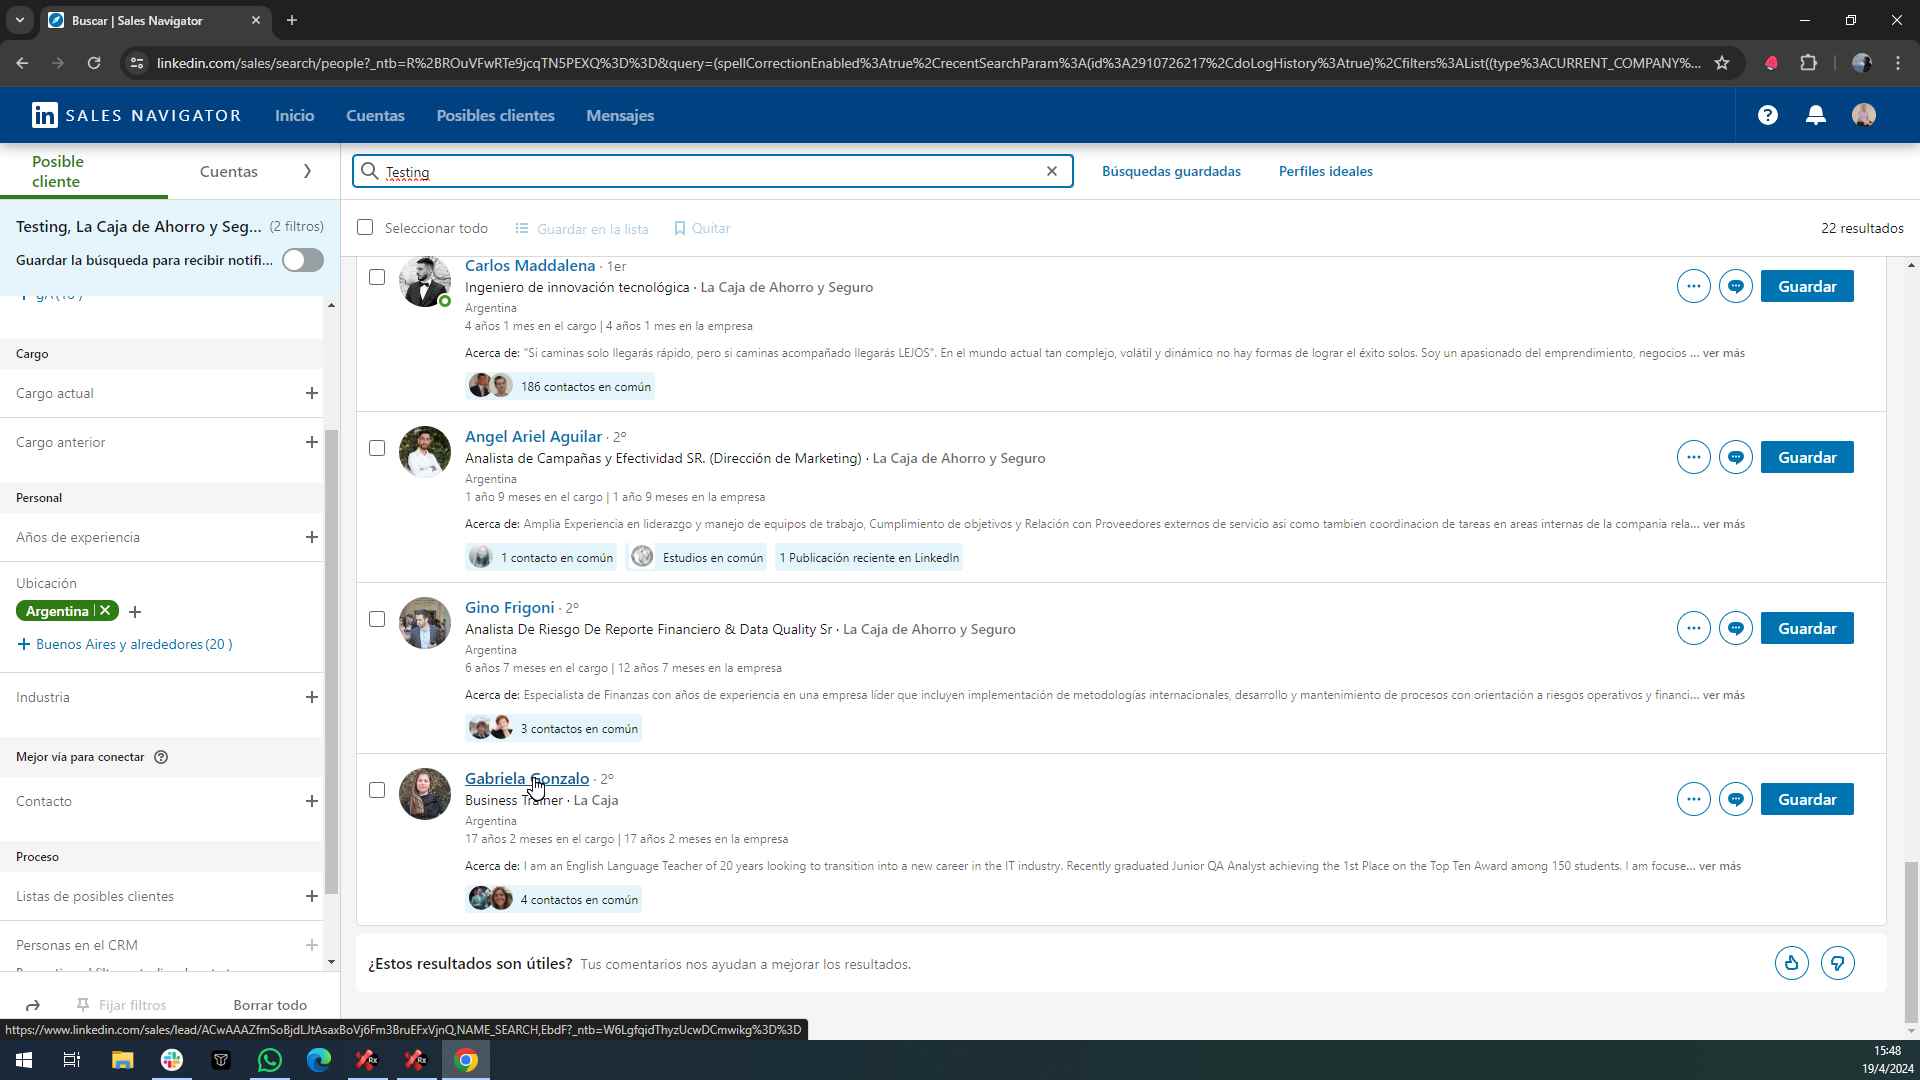 Buscar | Sales Navigator
linkedin.com/sales/search/people?_ntb=R%2BROuVFwRTe9jcqTN5PEXQ%3D%3D&query=(spellCorrectionEnabled%3Atrue%2CrecentSearchParam%3A(id%3A2910726217%2CdoLogHistory%3Atrue)%2Cfilters%3AList((type%3ACURRENT_COMPANY%...
in SALES NAVIGATOR
Inicio
Cuentas
Posibles clientes
Mensajes
Posible cliente
Cuentas
Testing
Búsquedas guardadas
Perfiles ideales
Testing, La Caja de Ahorro y Seg... (2 filtros)
Guardar la búsqueda para recibir notifi...
Seleccionar todo
Guardar en la lista
Quitar
22 resultados
Cargo
Cargo actual
Cargo anterior
Personal
Años de experiencia
Ubicación
Argentina
+ Buenos Aires y alrededores (20 )
Industria
Mejor vía para conectar
Contacto
Proceso
Listas de posibles clientes
Personas en el CRM
Fijar filtros
Borrar todo
Carlos Maddalena · 1er
Ingeniero de innovación tecnológica · La Caja de Ahorro y Seguro
Argentina
4 años 1 mes en el cargo | 4 años 1 mes en la empresa
Acerca de: "Si caminas solo llegarás rápido, pero si caminas acompañado llegarás LEJOS". En el mundo actual tan complejo, volátil y dinámico no hay formas de lograr el éxito solos. Soy un apasionado del emprendimiento, negocios ... ver más
186 contactos en común
Guardar
Angel Ariel Aguilar · 2º
Analista de Campañas y Efectividad SR. (Dirección de Marketing) · La Caja de Ahorro y Seguro
Argentina
1 año 9 meses en el cargo | 1 año 9 meses en la empresa
Acerca de: Amplia Experiencia en liderazgo y manejo de equipos de trabajo, Cumplimiento de objetivos y Relación con Proveedores externos de servicio asi como tambien coordinacion de tareas en areas internas de la compania rela... ver más
1 contacto en común
Estudios en común
1 Publicación reciente en LinkedIn
Guardar
Gino Frigoni · 2º
Analista De Riesgo De Reporte Financiero & Data Quality Sr · La Caja de Ahorro y Seguro
Argentina
6 años 7 meses en el cargo | 12 años 7 meses en la empresa
Acerca de: Especialista de Finanzas con años de experiencia en una empresa líder que incluyen implementación de metodologías internacionales, desarrollo y mantenimiento de procesos con orientación a riesgos operativos y financi... ver más
3 contactos en común
Guardar
Gabriela Gonzalo · 2º
Business Trainer · La Caja
Argentina
17 años 2 meses en el cargo | 17 años 2 meses en la empresa
Acerca de: I am an English Language Teacher of 20 years looking to transition into a new career in the IT industry. Recently graduated Junior QA Analyst achieving the 1st Place on the Top Ten Award among 150 students. I am focuse... ver más
4 contactos en común
Guardar
¿Estos resultados son útiles? Tus comentarios nos ayudan a mejorar los resultados.
https://www.linkedin.com/sales/lead/ACwAAAZfmSoBjdLJtAsaxBoVj6Fm3BruEFxVjnQ,NAME_SEARCH,EbdF?_ntb=W6LgfqidThyzUcwDCmwikg%3D%3D
15:48
19/4/2024